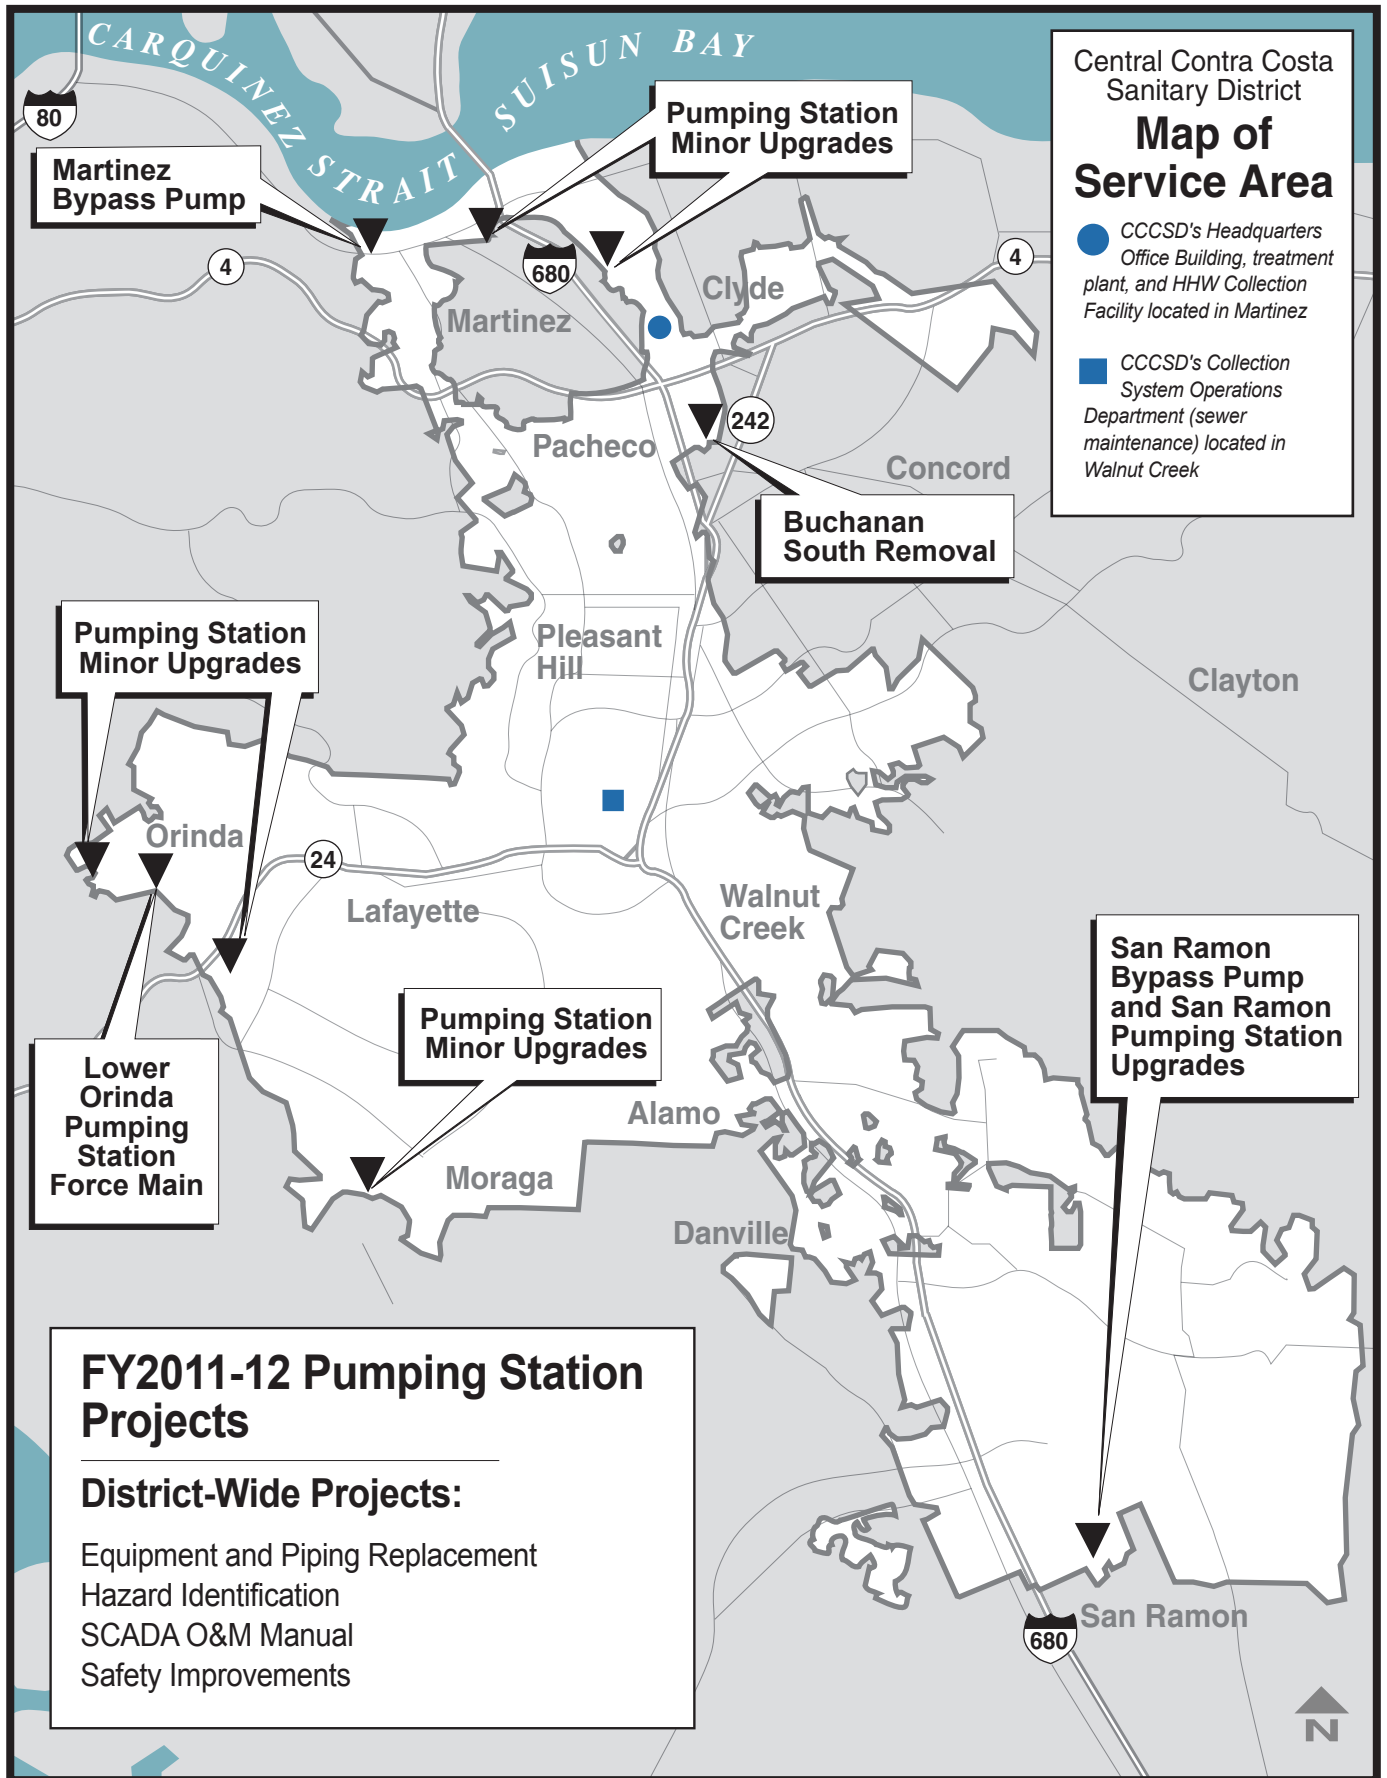 CARQUINEZ STRAIT
SUISUN BAY
80
Martinez
Bypass Pump
Pumping Station
Minor Upgrades
Central Contra Costa
Sanitary District
Map of
Service Area
CCCSD's Headquarters
Office Building, treatment
plant, and HHW Collection
Facility located in Martinez
CCCSD's Collection
System Operations
Department (sewer
maintenance) located in
Walnut Creek
4
680
Clyde
4
Martinez
242
Pacheco
Concord
Buchanan
South Removal
Pumping Station
Minor Upgrades
Pleasant
Hill
Clayton
Orinda
24
Lafayette
Walnut
Creek
San Ramon
Bypass Pump
and San Ramon
Pumping Station
Upgrades
Pumping Station
Minor Upgrades
Lower
Orinda
Pumping
Station
Force Main
Alamo
Moraga
Danville
FY2011-12 Pumping Station
Projects
District-Wide Projects:
Equipment and Piping Replacement
Hazard Identification
SCADA O&M Manual
Safety Improvements
San Ramon
680
N